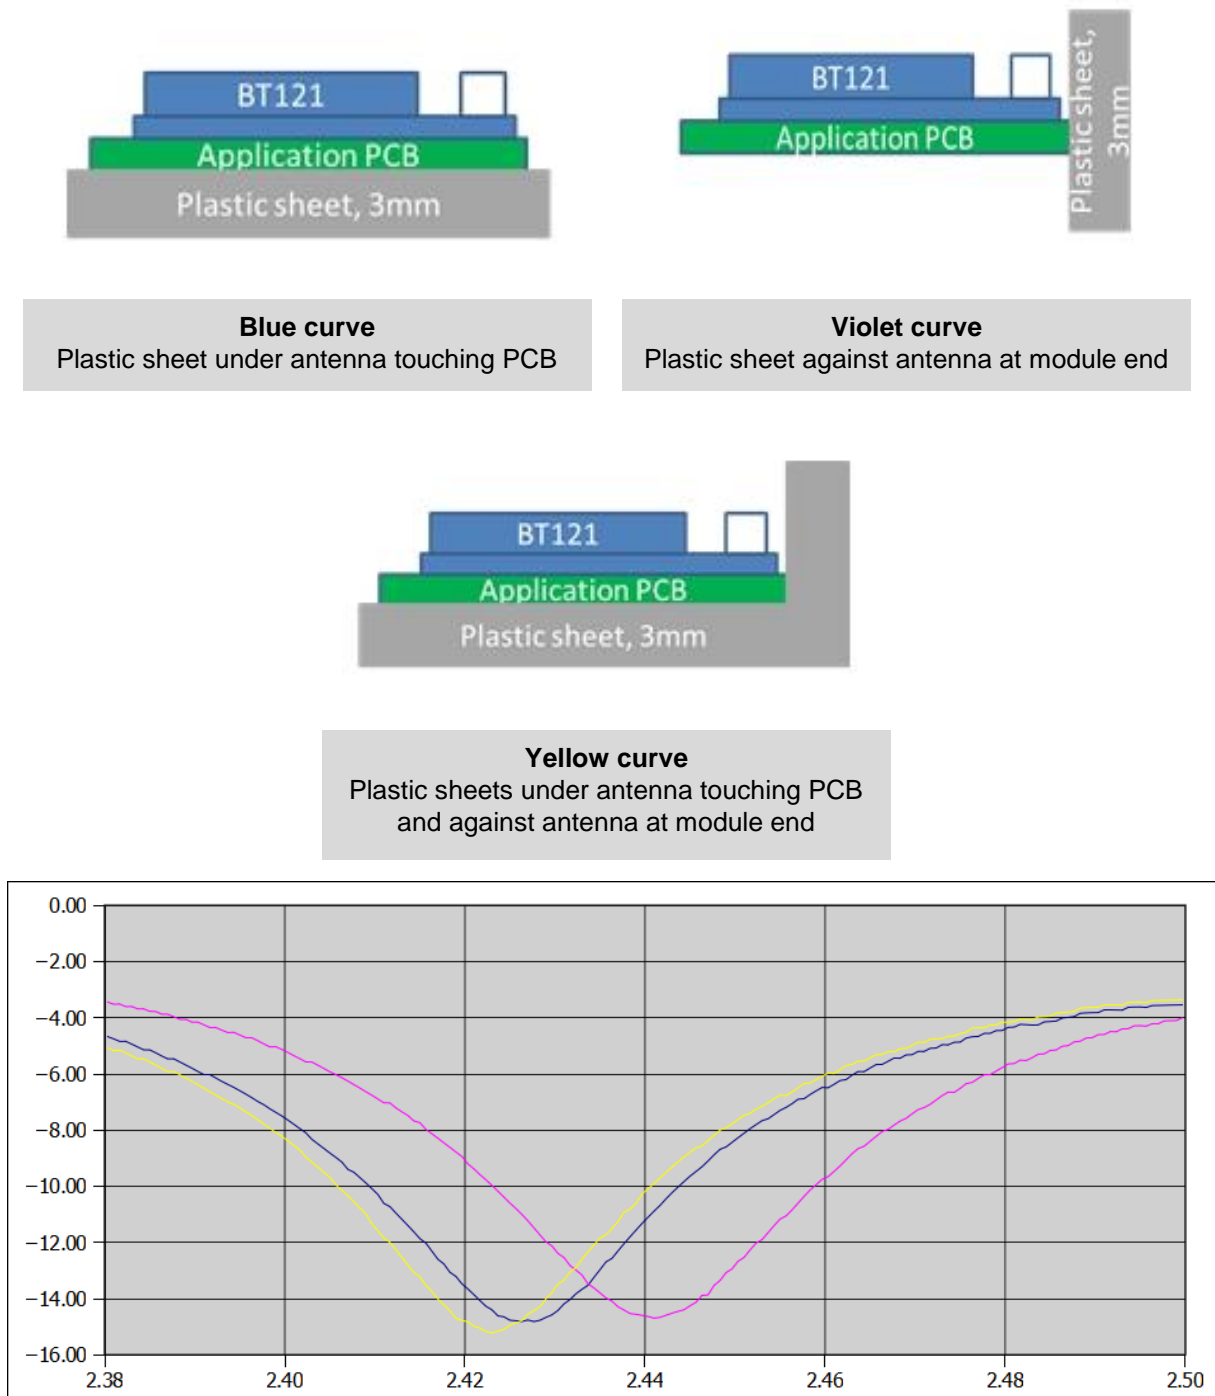 BT121
Application PCB
Plastic sheet, 3mm
BT121
Application PCB
Plastic sheet,
3mm
Blue curve
Plastic sheet under antenna touching PCB
Violet curve
Plastic sheet against antenna at module end
BT121
Application PCB
Plastic sheet, 3mm
Yellow curve
Plastic sheets under antenna touching PCB
and against antenna at module end
0.00
−2.00
−4.00
−6.00
−8.00
−10.00
−12.00
−14.00
−16.00
2.38 2.40 2.42 2.44 2.46 2.48 2.50